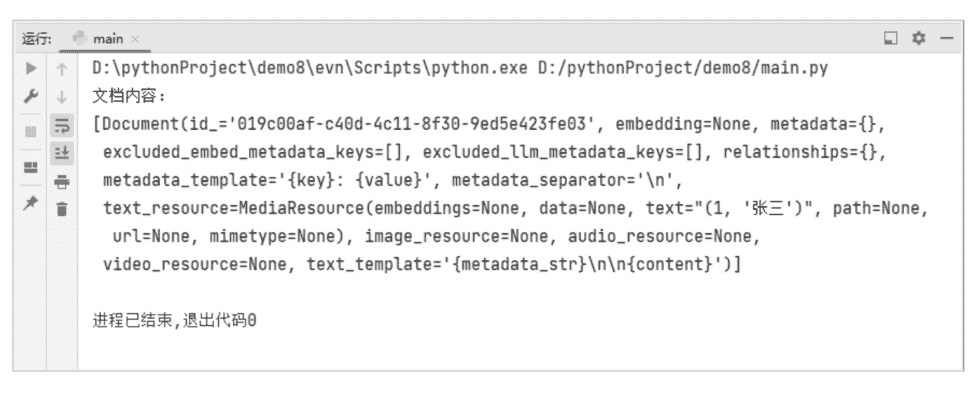 运行: main ×
D:\pythonProject\demo8\evn\Scripts\python.exe D:/pythonProject/demo8/main.py
文档内容:
[Document(id_='019c00af-c40d-4c11-8f30-9ed5e423fe03', embedding=None, metadata={},
excluded_embed_metadata_keys=[], excluded_llm_metadata_keys=[], relationships={},
metadata_template='{key}: {value}', metadata_separator='\n',
text_resource=MediaResource(embeddings=None, data=None, text="(1, '张三')", path=None,
url=None, mimetype=None), image_resource=None, audio_resource=None,
video_resource=None, text_template='{metadata_str}\n\n{content}')]
进程已结束,退出代码0